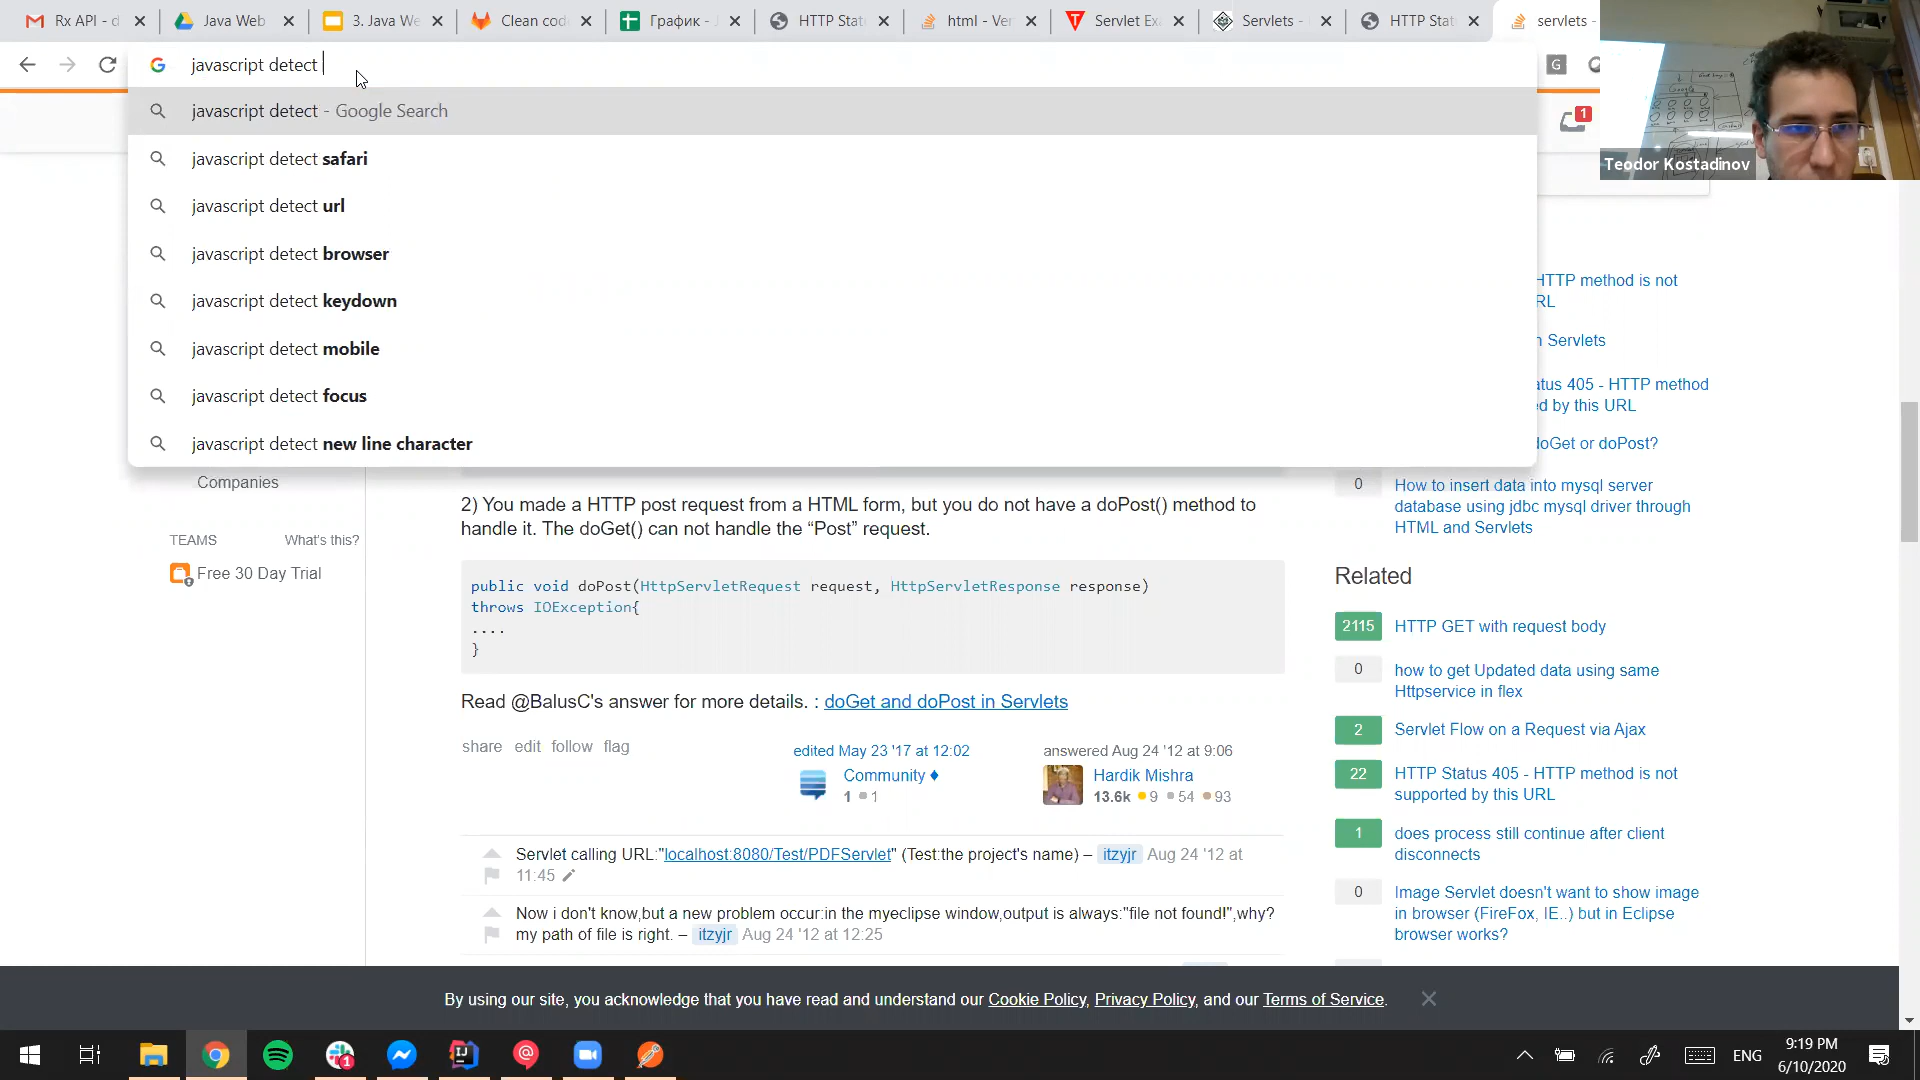 Rx API - d
Java Web
3. Java We
Clean cod
График - J
HTTP Stat
html - Ver
Servlet Ex
Servlets -
HTTP Stat
servlets -
javascript detect
javascript detect - Google Search
javascript detect safari
javascript detect url
javascript detect browser
javascript detect keydown
javascript detect mobile
javascript detect focus
javascript detect new line character
1
Teodor Kostadinov
HTTP method is not
RL
n Servlets
atus 405 - HTTP method
ed by this URL
doGet or doPost?
0
How to insert data into mysql server
database using jdbc mysql driver through
HTML and Servlets
Companies
TEAMS
What's this?
Free 30 Day Trial
2) You made a HTTP post request from a HTML form, but you do not have a doPost() method to
handle it. The doGet() can not handle the “Post” request.
public void doPost(HttpServletRequest request, HttpServletResponse response)
throws IOException{
....
}
Read @BalusC's answer for more details. : doGet and doPost in Servlets
share edit follow flag
edited May 23 '17 at 12:02
Community ♦
1 1
answered Aug 24 '12 at 9:06
Hardik Mishra
13.6k 9 54 93
Servlet calling URL:"localhost:8080/Test/PDFServlet" (Test:the project's name) – itzyjr Aug 24 '12 at
11:45
Now i don't know,but a new problem occur:in the myeclipse window,output is always:"file not found!",why?
my path of file is right. – itzyjr Aug 24 '12 at 12:25
Related
2115 HTTP GET with request body
0 how to get Updated data using same
Httpservice in flex
2 Servlet Flow on a Request via Ajax
22 HTTP Status 405 - HTTP method is not
supported by this URL
1 does process still continue after client
disconnects
0 Image Servlet doesn't want to show image
in browser (FireFox, IE..) but in Eclipse
browser works?
By using our site, you acknowledge that you have read and understand our Cookie Policy, Privacy Policy, and our Terms of Service.
ENG
9:19 PM
6/10/2020